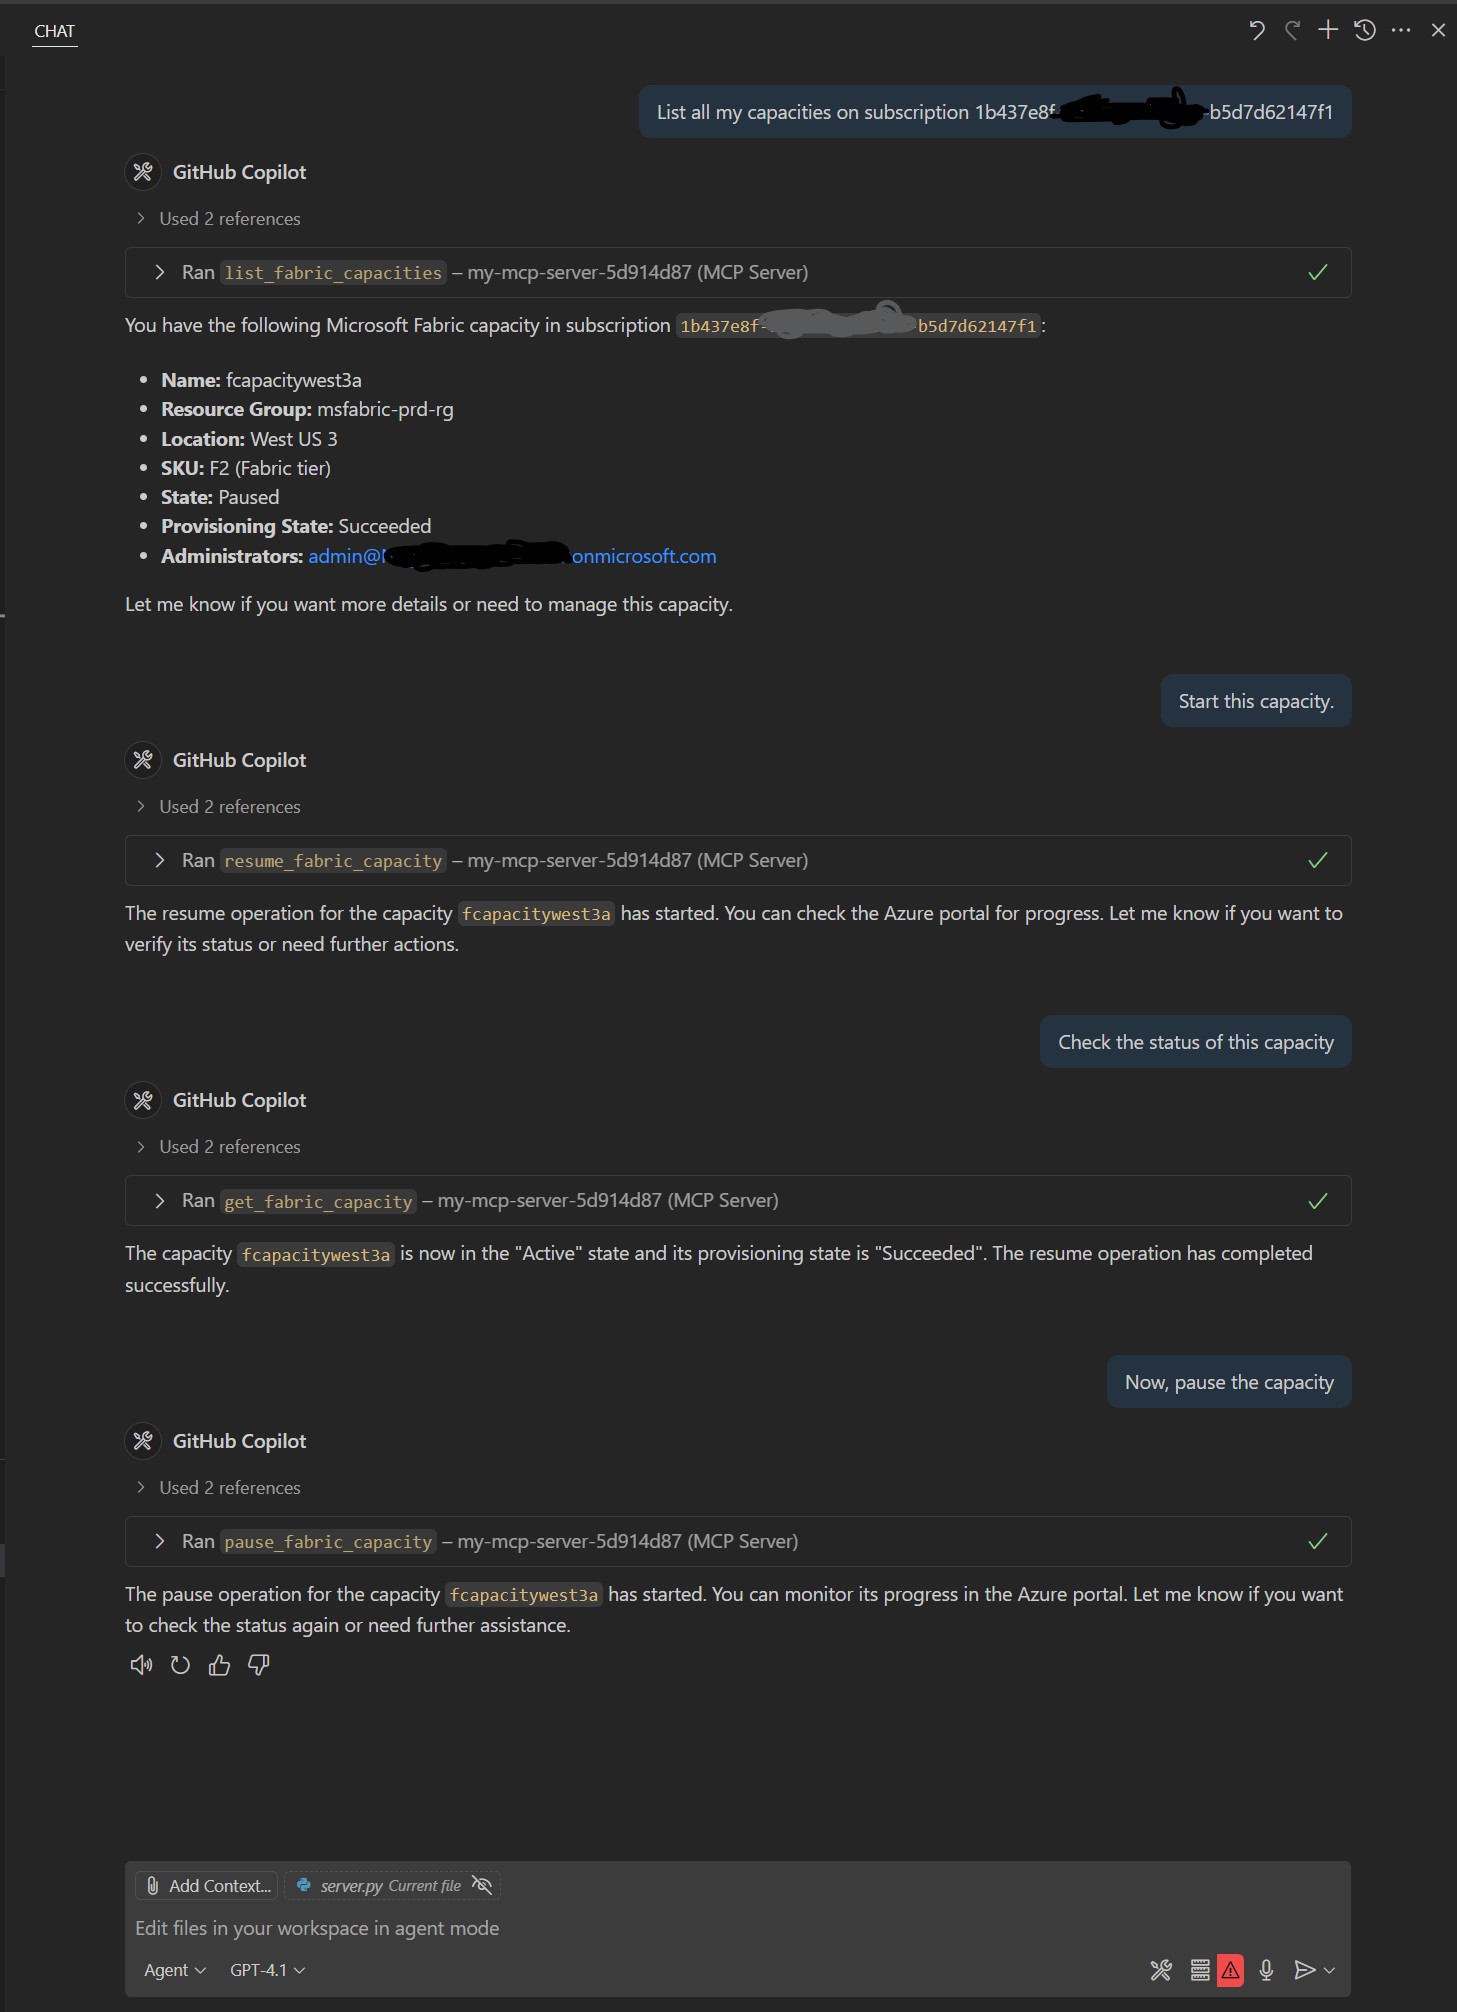 CHAT
List all my capacities on subscription 1b437e8f- -b5d7d62147f1
GitHub Copilot
Used 2 references
Ran list_fabric_capacities – my-mcp-server-5d914d87 (MCP Server)
You have the following Microsoft Fabric capacity in subscription 1b437e8f- -b5d7d62147f1:
• Name: fcapacitywest3a
• Resource Group: msfabric-prd-rg
• Location: West US 3
• SKU: F2 (Fabric tier)
• State: Paused
• Provisioning State: Succeeded
• Administrators: admin@ .onmicrosoft.com
Let me know if you want more details or need to manage this capacity.
Start this capacity.
GitHub Copilot
Used 2 references
Ran resume_fabric_capacity – my-mcp-server-5d914d87 (MCP Server)
The resume operation for the capacity fcapacitywest3a has started. You can check the Azure portal for progress. Let me know if you want to
verify its status or need further actions.
Check the status of this capacity
GitHub Copilot
Used 2 references
Ran get_fabric_capacity – my-mcp-server-5d914d87 (MCP Server)
The capacity fcapacitywest3a is now in the "Active" state and its provisioning state is "Succeeded". The resume operation has completed
successfully.
Now, pause the capacity
GitHub Copilot
Used 2 references
Ran pause_fabric_capacity – my-mcp-server-5d914d87 (MCP Server)
The pause operation for the capacity fcapacitywest3a has started. You can monitor its progress in the Azure portal. Let me know if you want
to check the status again or need further assistance.
Add Context... server.py Current file
Edit files in your workspace in agent mode
Agent GPT-4.1